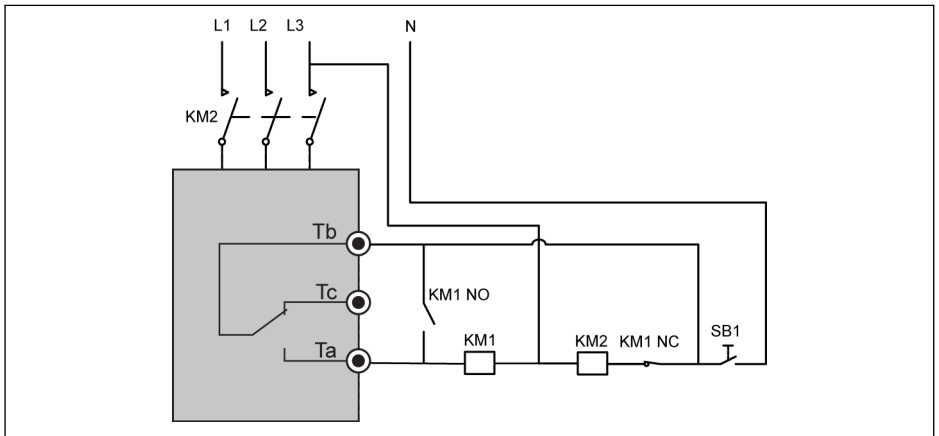 L1 L2 L3 N
KM2
Tb
Tc
KM1 NO
Ta
KM1 KM2 KM1 NC SB1